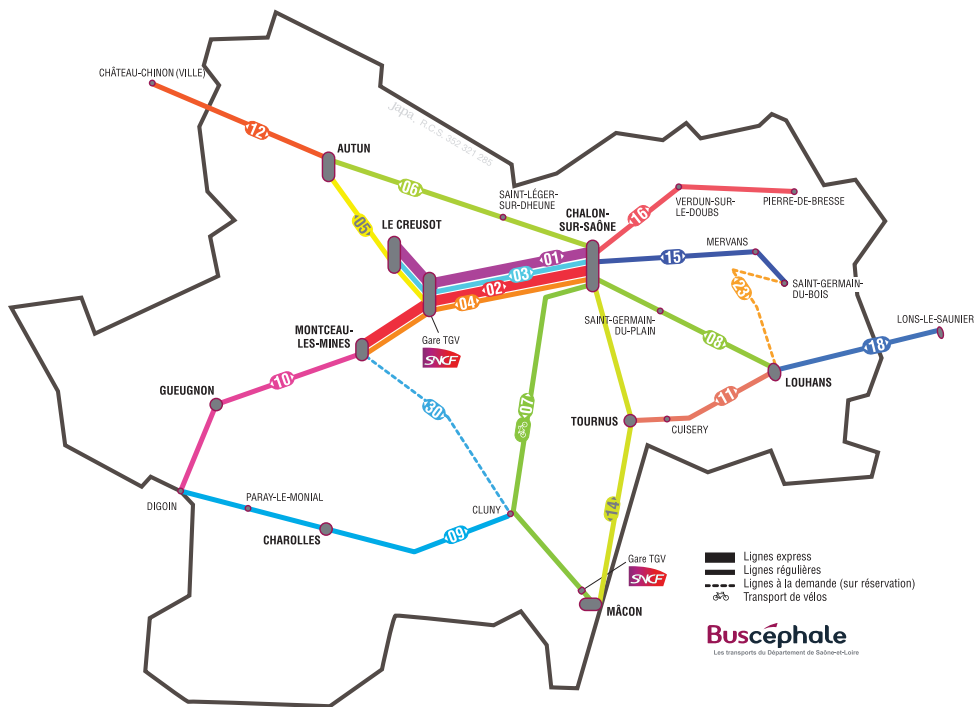 CHÂTEAU-CHINON (VILLE)
12
japa. R.C.S. 352 321 285
AUTUN
06
SAINT-LÉGER-
SUR-DHEUNE
05
LE CREUSOT
CHALON-
SUR-SAÔNE
16
VERDUN-SUR-
LE-DOUBS
PIERRE-DE-BRESSE
01
03
02
04
15
MERVANS
SAINT-GERMAIN-
DU-BOIS
23
SAINT-GERMAIN-
DU-PLAIN
08
LONS-LE-SAUNIER
18
LOUHANS
Gare TGV
SNCF
MONTCEAU-
LES-MINES
10
GUEUGNON
30
07
TOURNUS
11
CUISERY
DIGOIN
PARAY-LE-MONIAL
CHAROLLES
09
CLUNY
14
Gare TGV
SNCF
MÂCON
Lignes express
Lignes régulières
Lignes à la demande (sur réservation)
Transport de vélos
Buscéphale
Les transports du Département de Saône-et-Loire